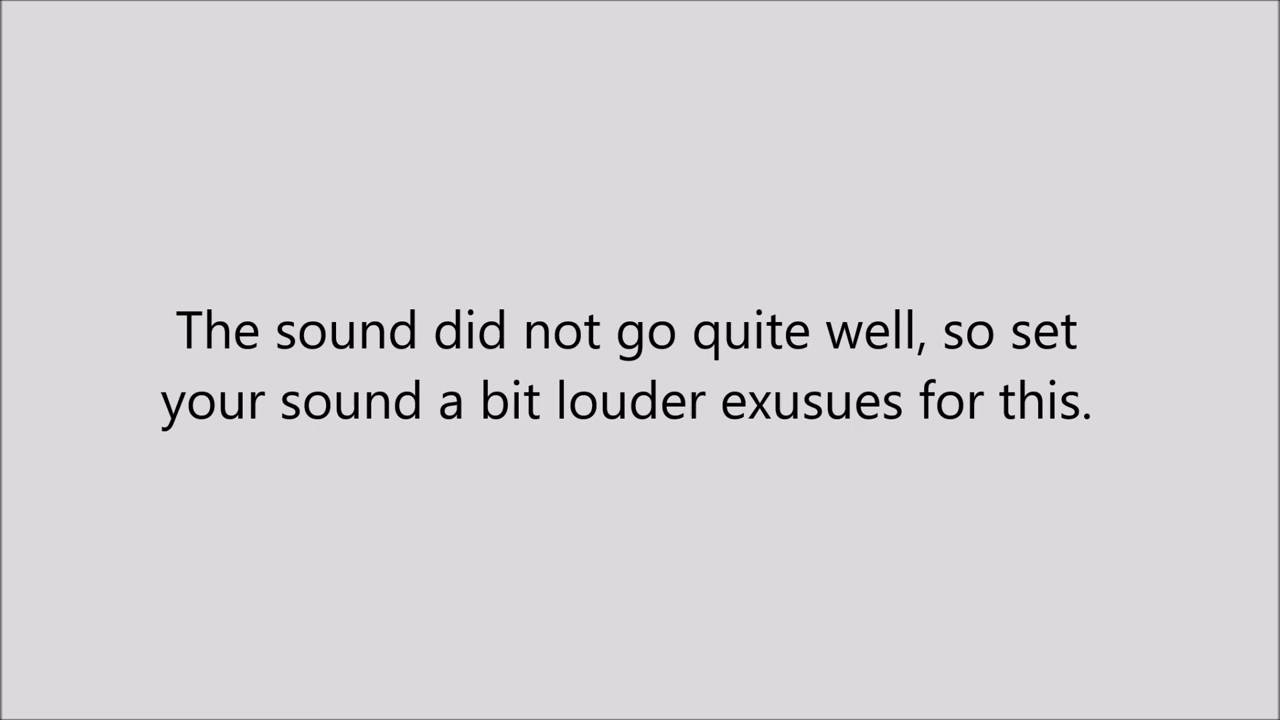 The sound did not go quite well, so set
your sound a bit louder exusues for this.